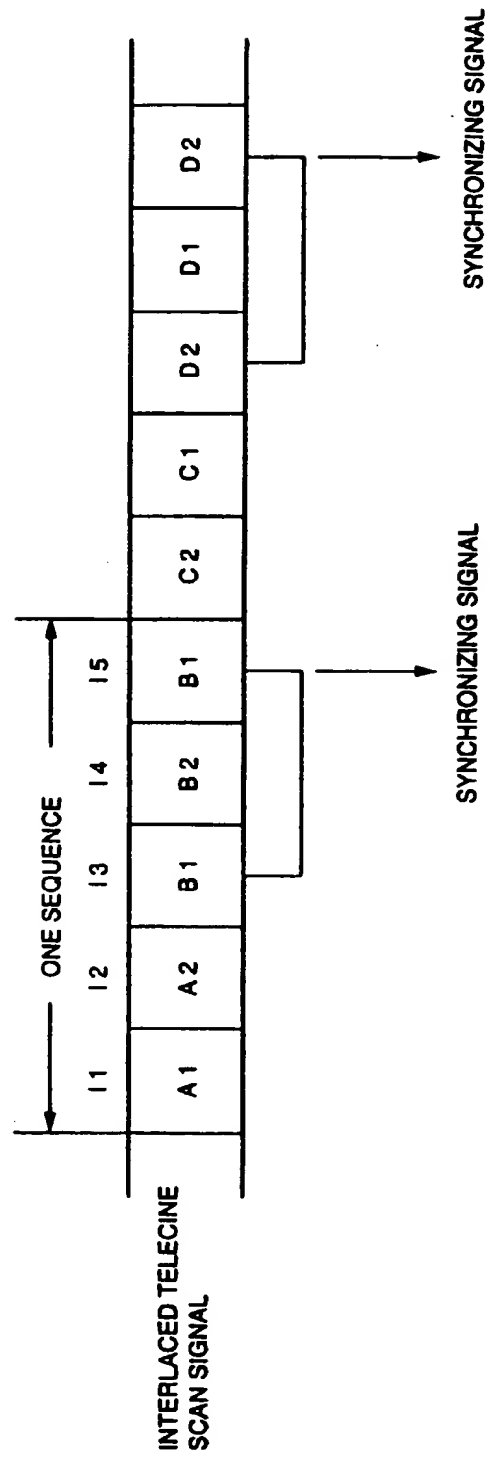 ONE SEQUENCE
I1 I2 I3 I4 I5
INTERLACED TELECINE
SCAN SIGNAL
A1 A2 B1 B2 B1 C2 C1 D2 D1 D2
SYNCHRONIZING SIGNAL
SYNCHRONIZING SIGNAL